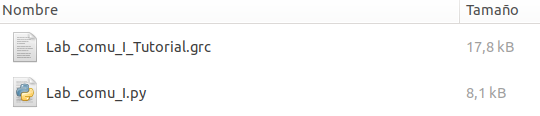 Nombre Tamaño
Lab_comu_I_Tutorial.grc 17,8 kB
Lab_comu_I.py 8,1 kB